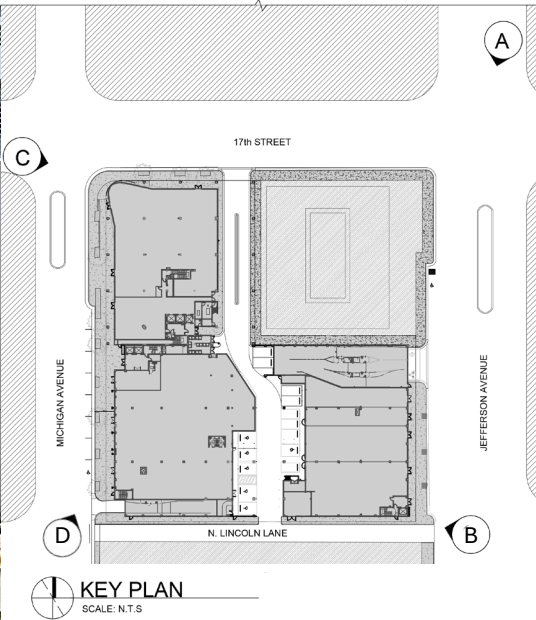 A
17th STREET
C
MICHIGAN AVENUE
JEFFERSON AVENUE
D
N. LINCOLN LANE
B
KEY PLAN
SCALE: N.T.S